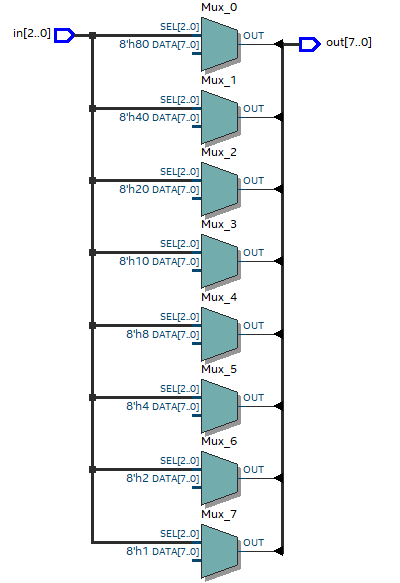 Mux_0
in[2..0]
SEL[2..0]
OUT
out[7..0]
8'h80 DATA[7..0]
Mux_1
SEL[2..0]
OUT
8'h40 DATA[7..0]
Mux_2
SEL[2..0]
OUT
8'h20 DATA[7..0]
Mux_3
SEL[2..0]
OUT
8'h10 DATA[7..0]
Mux_4
SEL[2..0]
OUT
8'h8 DATA[7..0]
Mux_5
SEL[2..0]
OUT
8'h4 DATA[7..0]
Mux_6
SEL[2..0]
OUT
8'h2 DATA[7..0]
Mux_7
SEL[2..0]
OUT
8'h1 DATA[7..0]